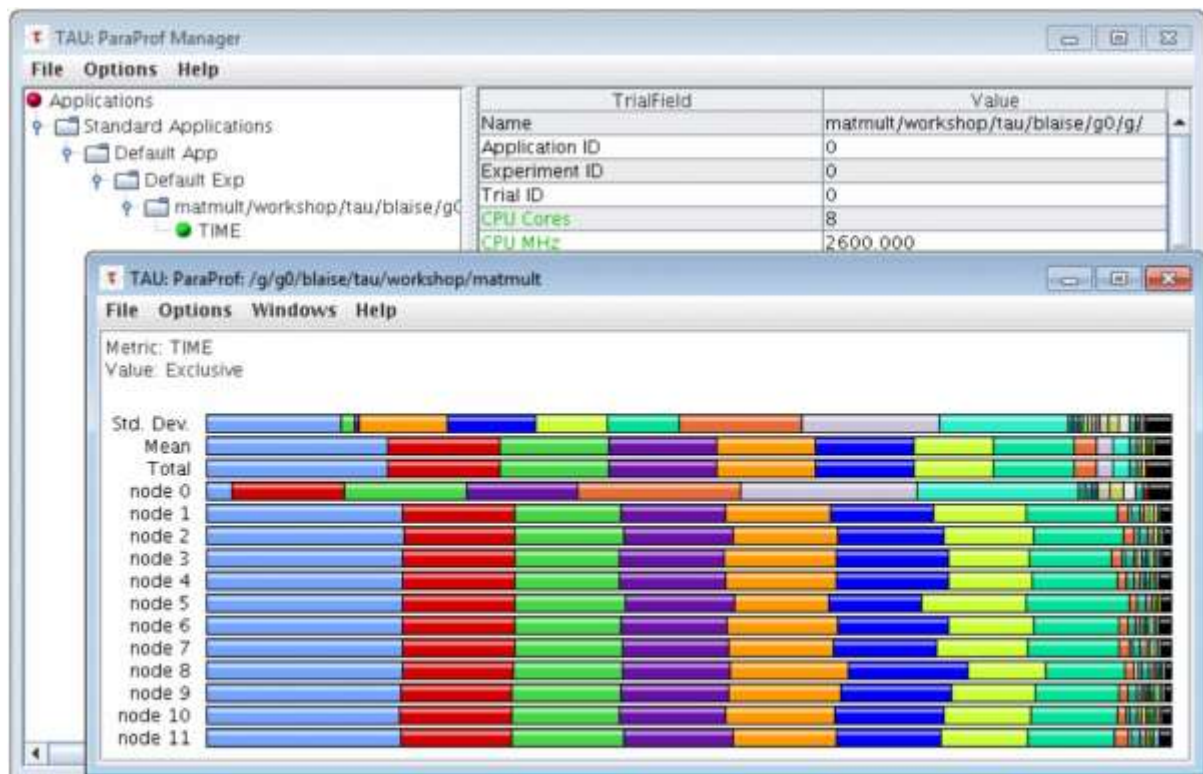 TAU: ParaProf Manager
File Options Help
Applications
Standard Applications
Default App
Default Exp
matmult/workshop/tau/blaise/g0
TIME
TrialField Value
Name matmult/workshop/tau/blaise/g0/g/
Application ID 0
Experiment ID 0
Trial ID 0
CPU Cores 8
CPU MHz 2600.000
TAU: ParaProf: /g/g0/blaise/tau/workshop/matmult
File Options Windows Help
Metric: TIME
Value: Exclusive
Std. Dev.
Mean
Total
node 0
node 1
node 2
node 3
node 4
node 5
node 6
node 7
node 8
node 9
node 10
node 11